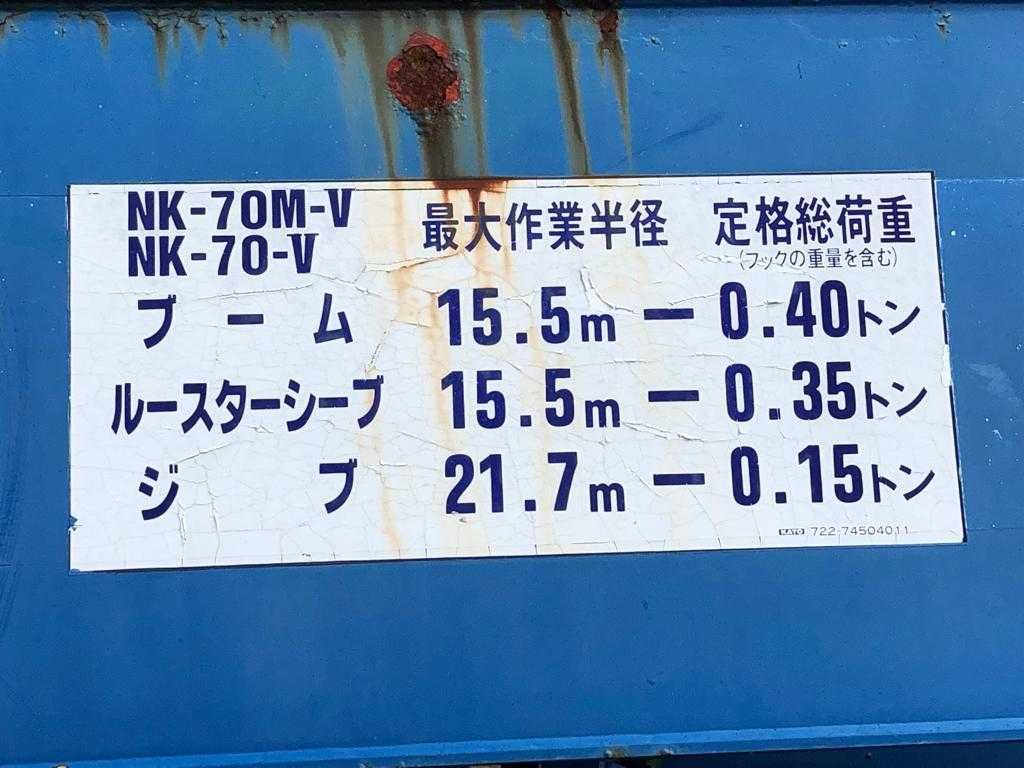 NK-70M-V
NK-70-V
最大作業半径 定格総荷重
(フックの重量を含む)
ブーム 15.5m - 0.40トン
ルースターシーブ 15.5m - 0.35トン
ジブ 21.7m - 0.15トン
KATO 722-74504011